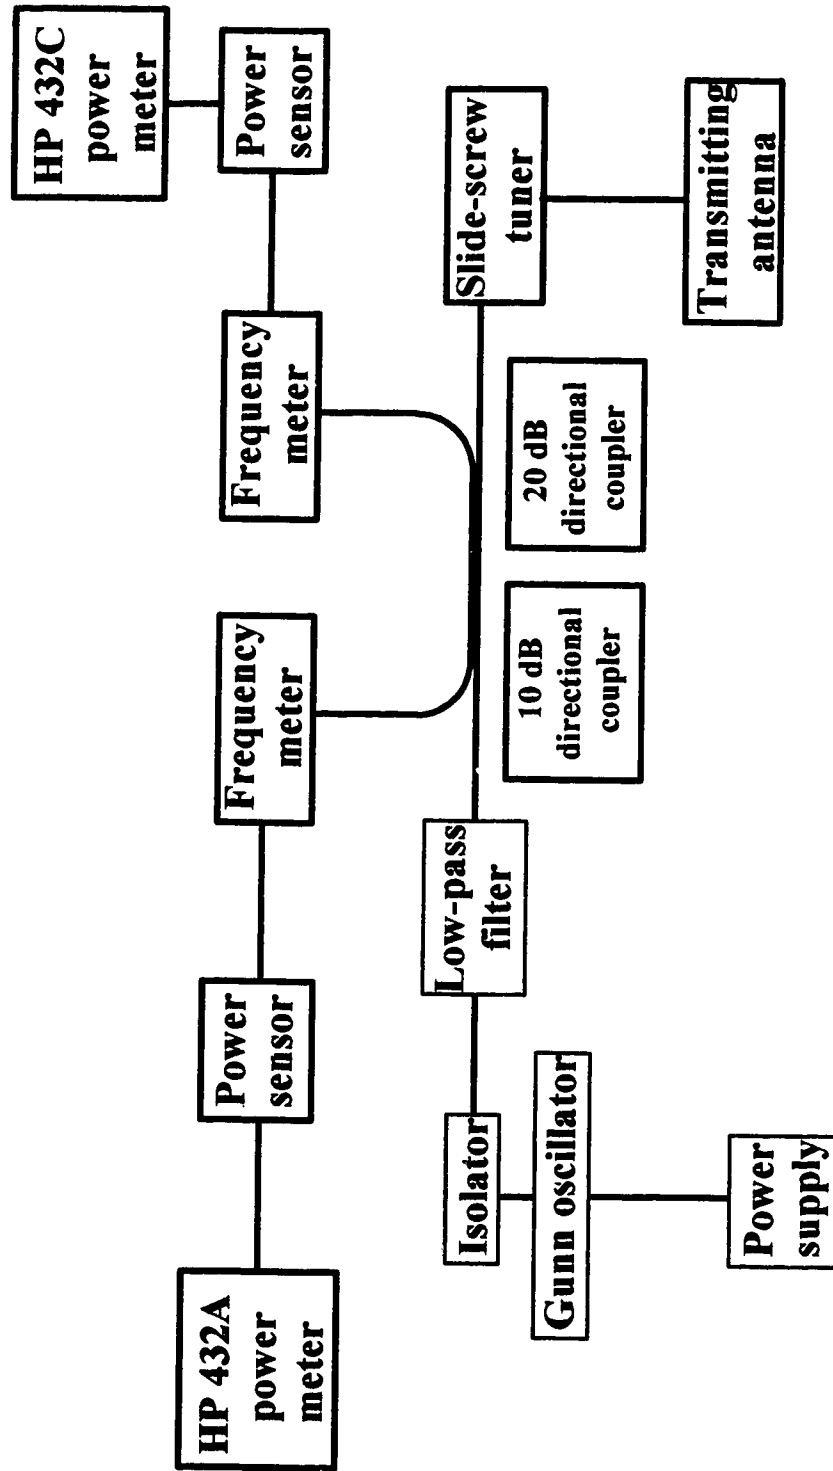 HP 432A
power
meter
Power
sensor
Frequency
meter
Frequency
meter
Power
sensor
HP 432C
power
meter
Isolator
Gunn oscillator
Power
supply
Low-pass
filter
10 dB
directional
coupler
20 dB
directional
coupler
Slide-screw
tuner
Transmitting
antenna